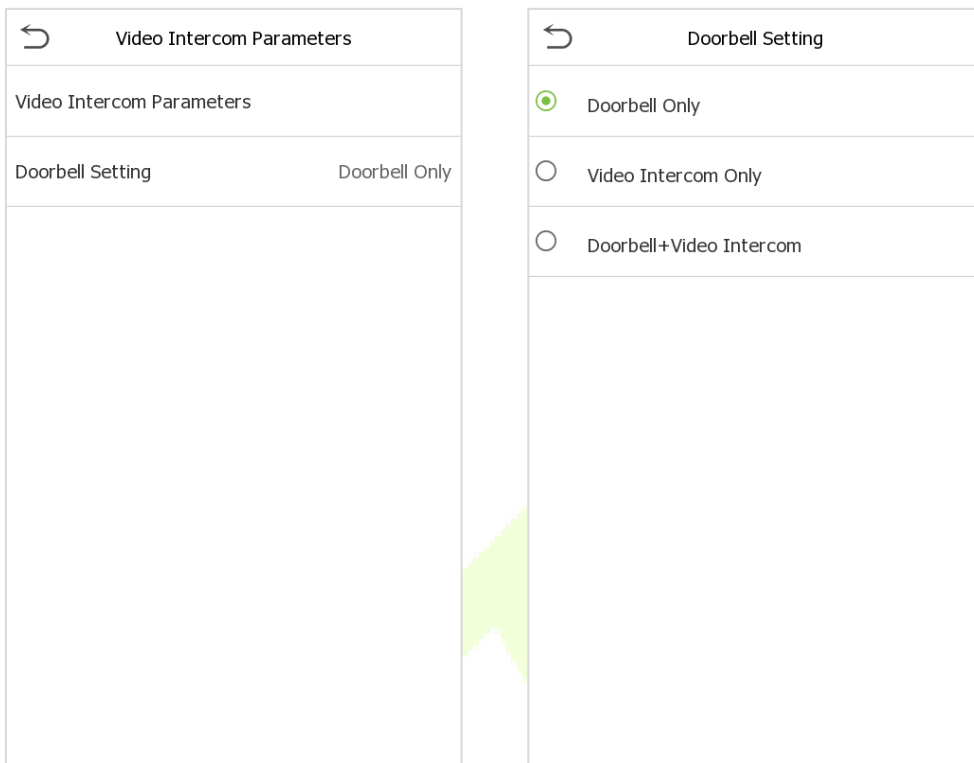 Video Intercom Parameters
Video Intercom Parameters
Doorbell Setting Doorbell Only
Doorbell Setting
Doorbell Only
Video Intercom Only
Doorbell+Video Intercom